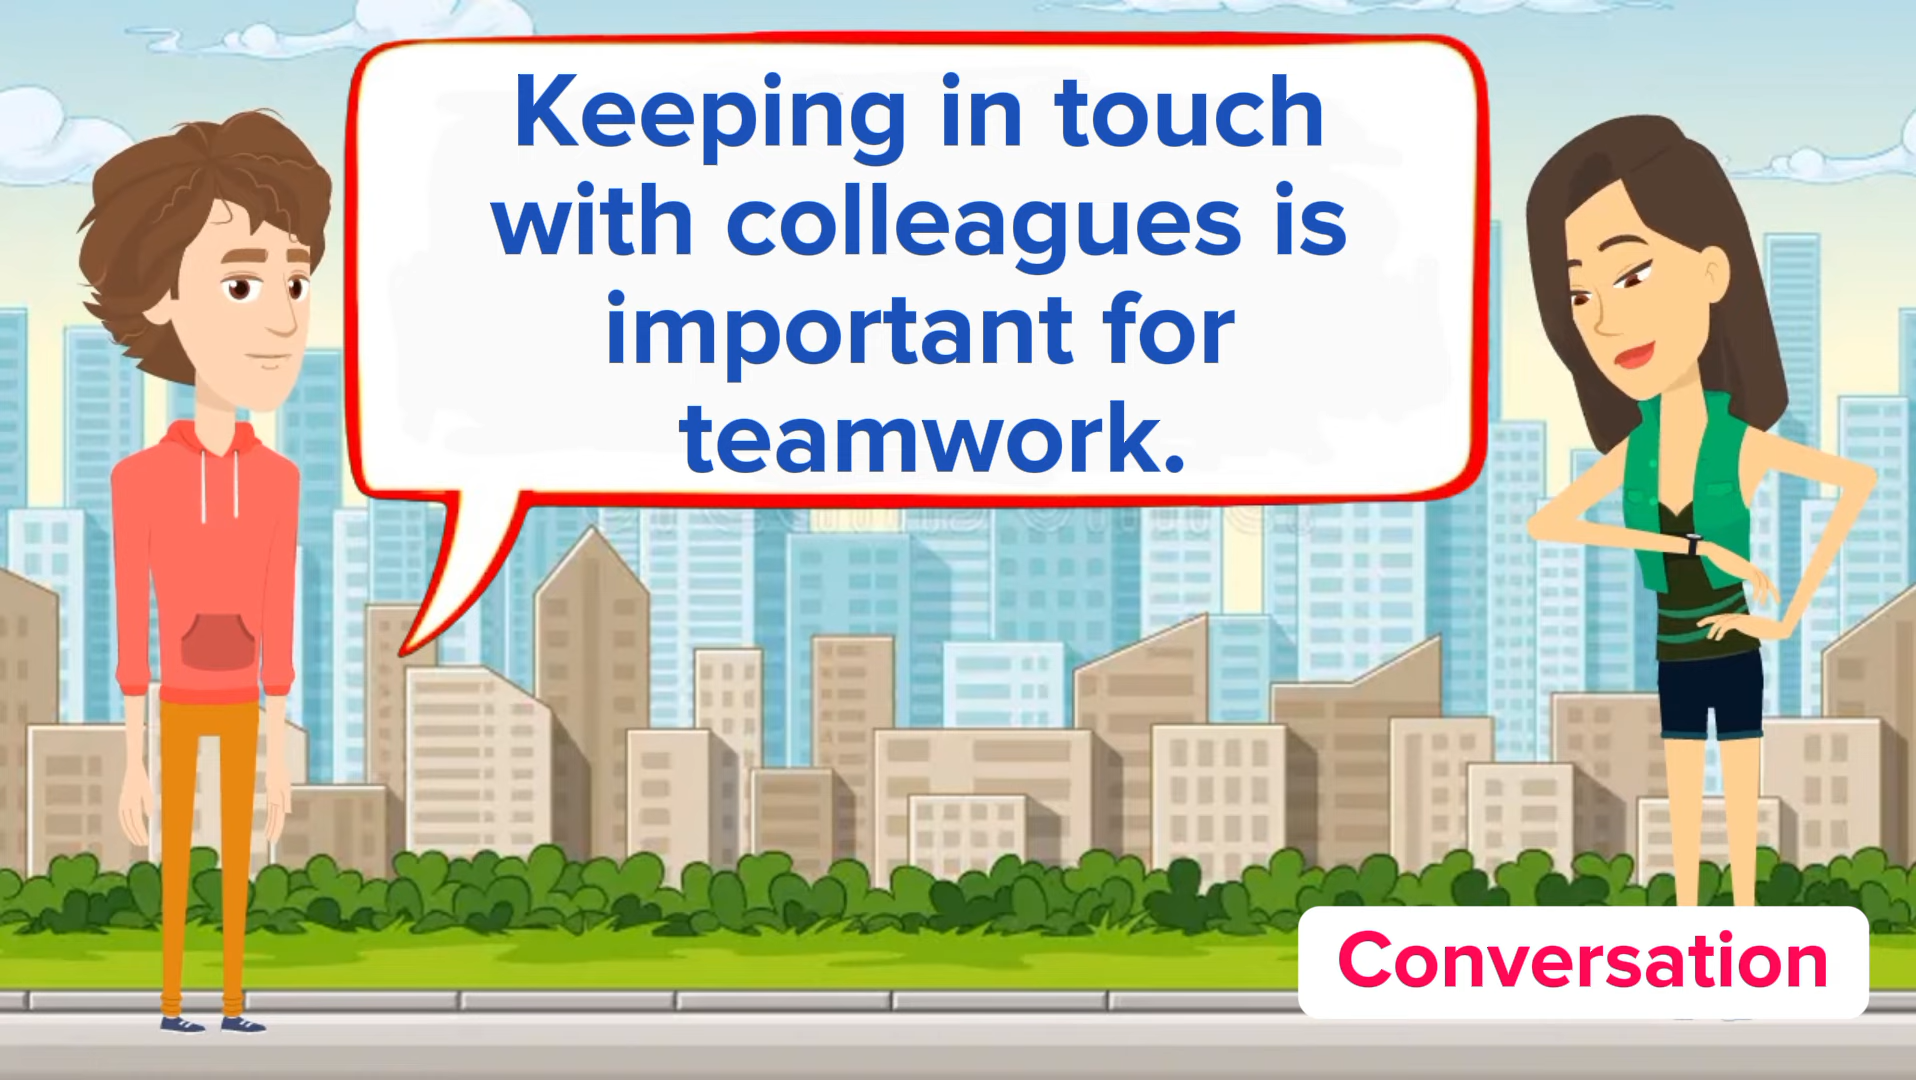 Keeping in touch
with colleagues is
important for
teamwork.
Conversation